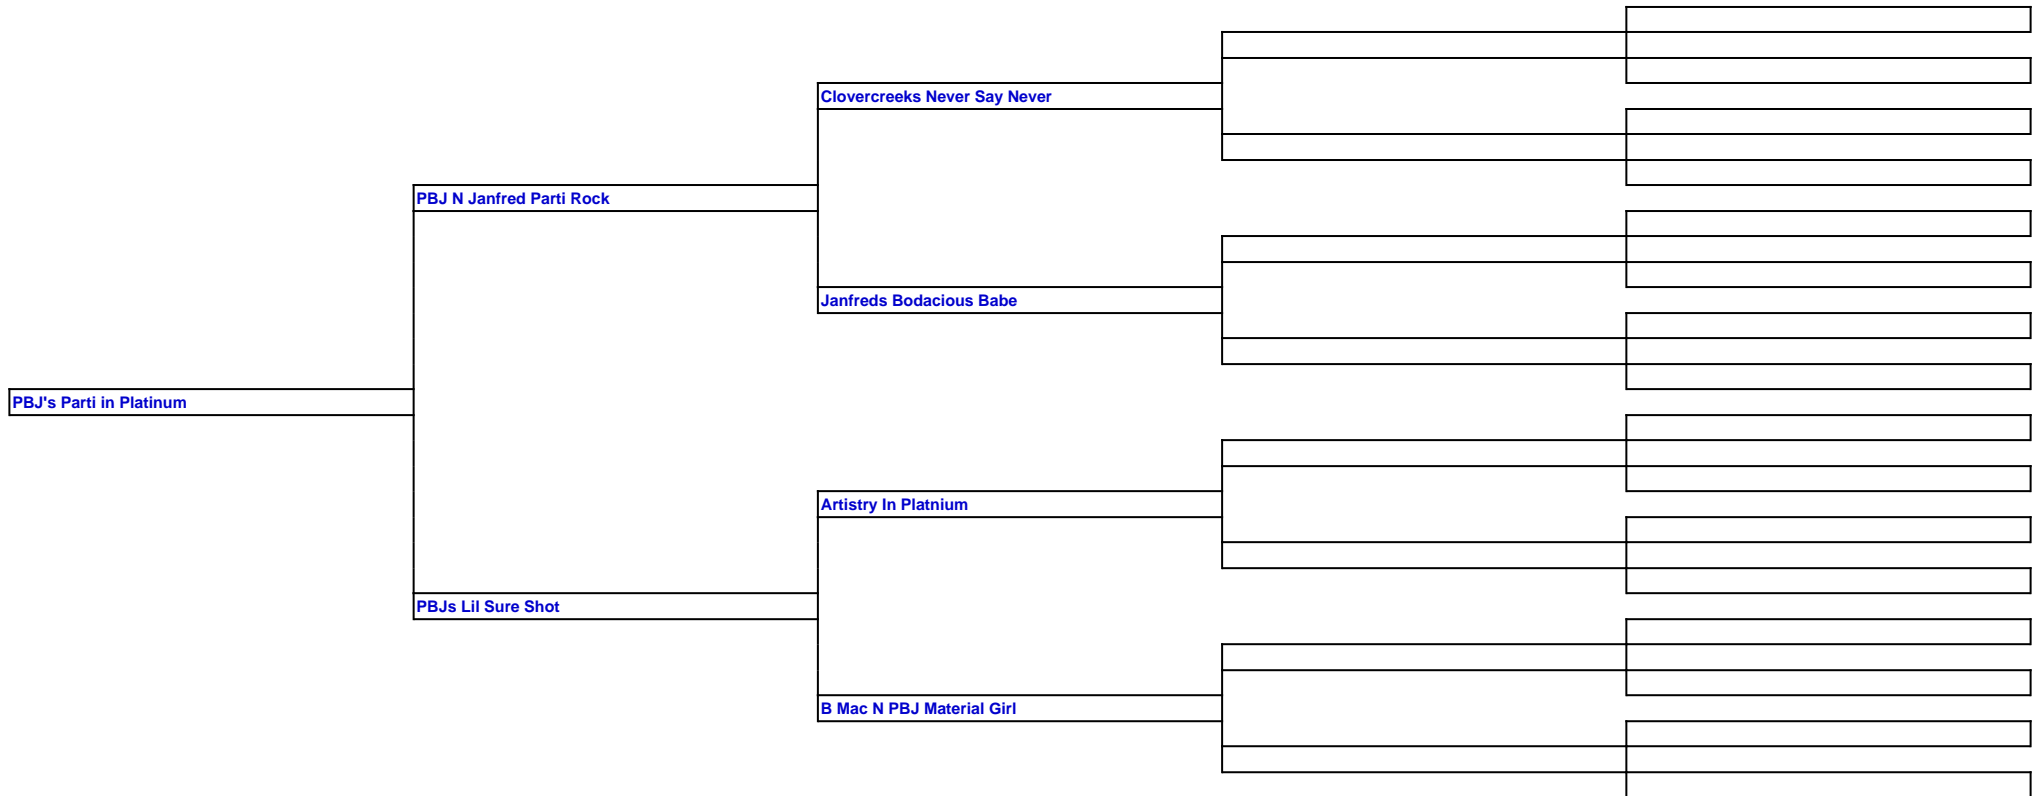 Clovercreeks Never Say Never
PBJ N Janfred Parti Rock
Janfreds Bodacious Babe
PBJ's Parti in Platinum
Artistry In Platnium
PBJs Lil Sure Shot
B Mac N PBJ Material Girl